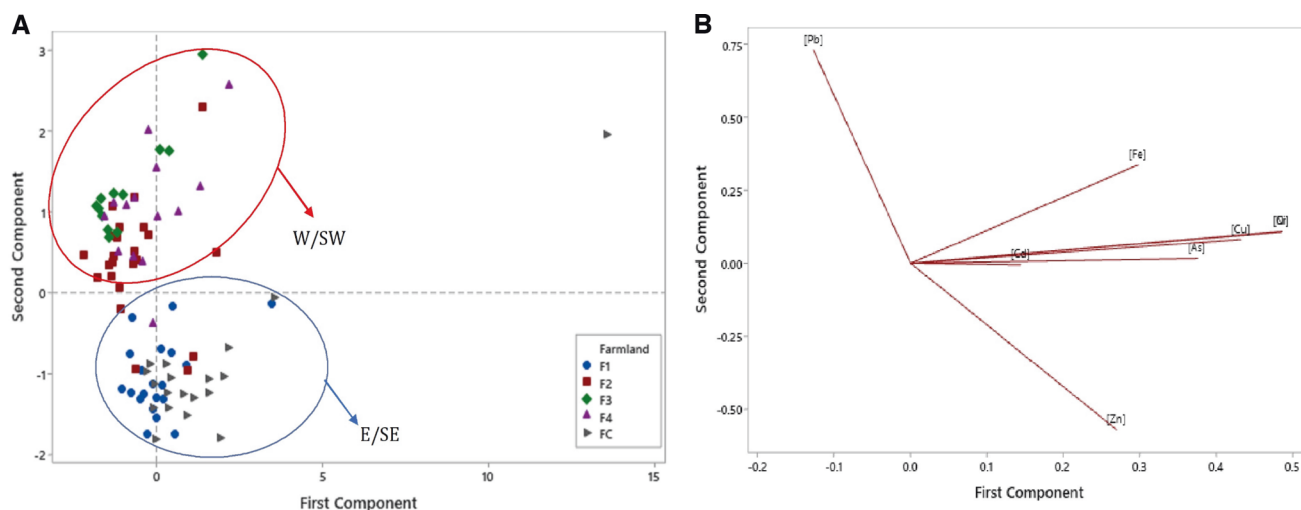 A
Second Component
3
2
1
0
-1
-2
0
5
10
15
First Component
W/SW
E/SE
Farmland
F1
F2
F3
F4
FC
B
Second Component
0.75
0.50
0.25
0.00
-0.25
-0.50
-0.2
-0.1
0.0
0.1
0.2
0.3
0.4
0.5
First Component
[Pb]
[Fe]
[Cu]
[As]
[Cd]
[Zn]